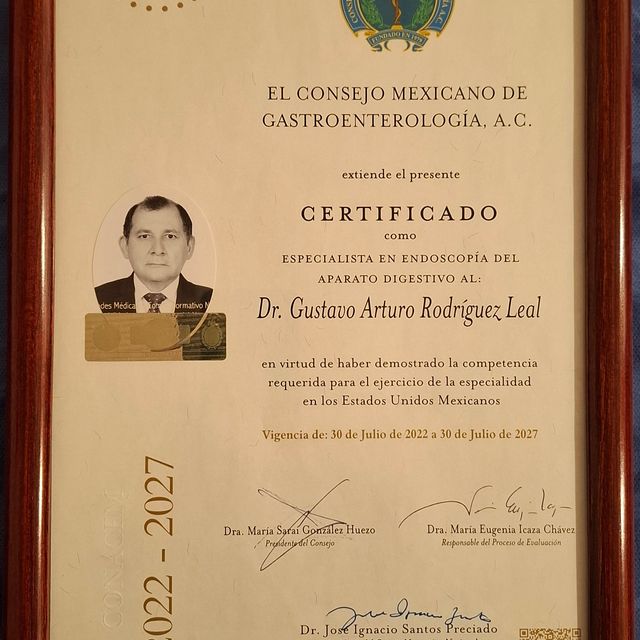 FUNDADO EN 1975
EL CONSEJO MEXICANO DE
GASTROENTEROLOGÍA, A.C.
extiende el presente
CERTIFICADO
como
ESPECIALISTA EN ENDOSCOPÍA DEL
APARATO DIGESTIVO AL:
Dr. Gustavo Arturo Rodríguez Leal
en virtud de haber demostrado la competencia
requerida para el ejercicio de la especialidad
en los Estados Unidos Mexicanos
Vigencia de: 30 de Julio de 2022 a 30 de Julio de 2027
CONACEM
2022 - 2027
Dra. María Sarai González Huezo
Presidente del Consejo
Dra. María Eugenia Icaza Chávez
Responsable del Proceso de Evaluación
Dr. José Ignacio Santos Preciado